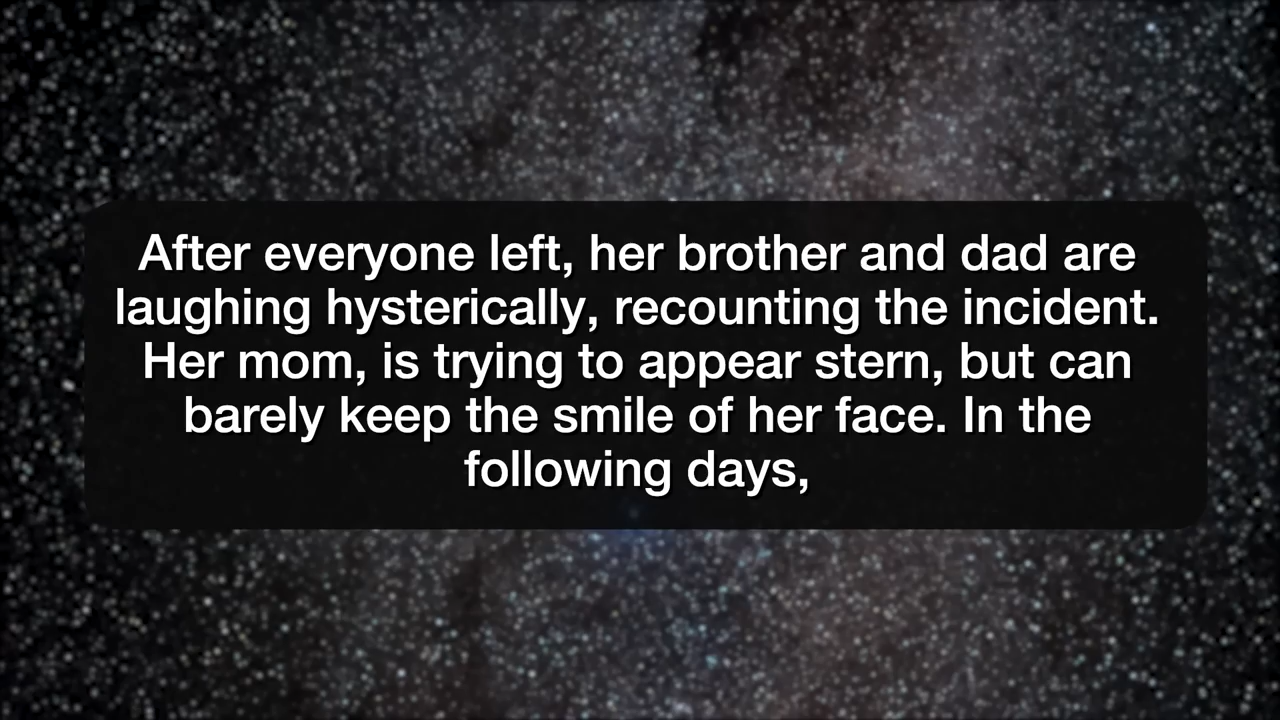 After everyone left, her brother and dad are
laughing hysterically, recounting the incident.
Her mom, is trying to appear stern, but can
barely keep the smile of her face. In the
following days,